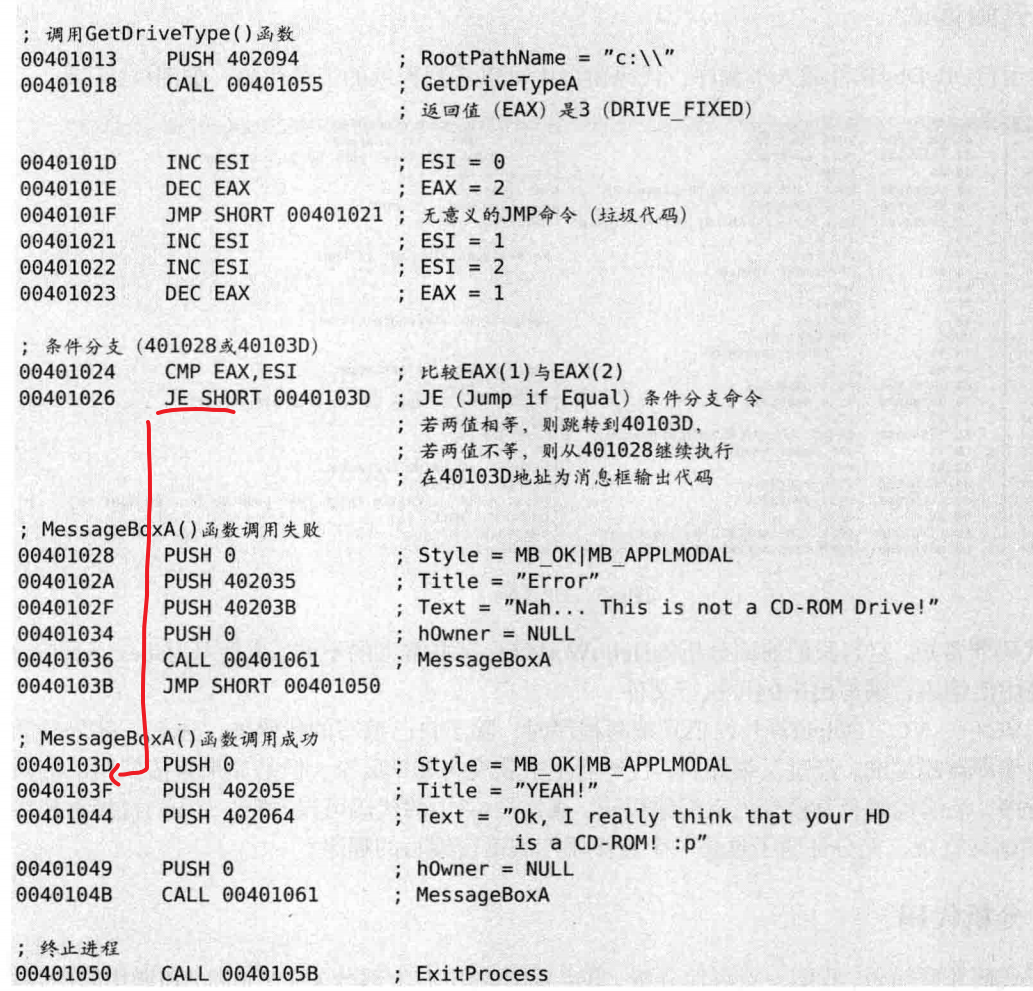 ; 调用GetDriveType()函数
00401013 PUSH 402094 ; RootPathName = ”c:\\”
00401018 CALL 00401055 ; GetDriveTypeA
; 返回值（EAX）是3（DRIVE_FIXED）
0040101D INC ESI ; ESI = 0
0040101E DEC EAX ; EAX = 2
0040101F JMP SHORT 00401021 ; 无意义的JMP命令（垃圾代码）
00401021 INC ESI ; ESI = 1
00401022 INC ESI ; ESI = 2
00401023 DEC EAX ; EAX = 1
; 条件分支（401028或40103D）
00401024 CMP EAX,ESI ; 比较EAX(1)与EAX(2)
00401026 JE SHORT 0040103D ; JE（Jump if Equal）条件分支命令
; 若两值相等，则跳转到40103D，
; 若两值不等，则从401028继续执行
; 在40103D地址为消息框输出代码
; MessageBoxA()函数调用失败
00401028 PUSH 0 ; Style = MB_OK|MB_APPLMODAL
0040102A PUSH 402035 ; Title = ”Error”
0040102F PUSH 40203B ; Text = ”Nah... This is not a CD-ROM Drive!”
00401034 PUSH 0 ; hOwner = NULL
00401036 CALL 00401061 ; MessageBoxA
0040103B JMP SHORT 00401050
; MessageBoxA()函数调用成功
0040103D PUSH 0 ; Style = MB_OK|MB_APPLMODAL
0040103F PUSH 40205E ; Title = ”YEAH!”
00401044 PUSH 402064 ; Text = ”Ok, I really think that your HD
is a CD-ROM! :p”
00401049 PUSH 0 ; hOwner = NULL
0040104B CALL 00401061 ; MessageBoxA
; 终止进程
00401050 CALL 0040105B ; ExitProcess